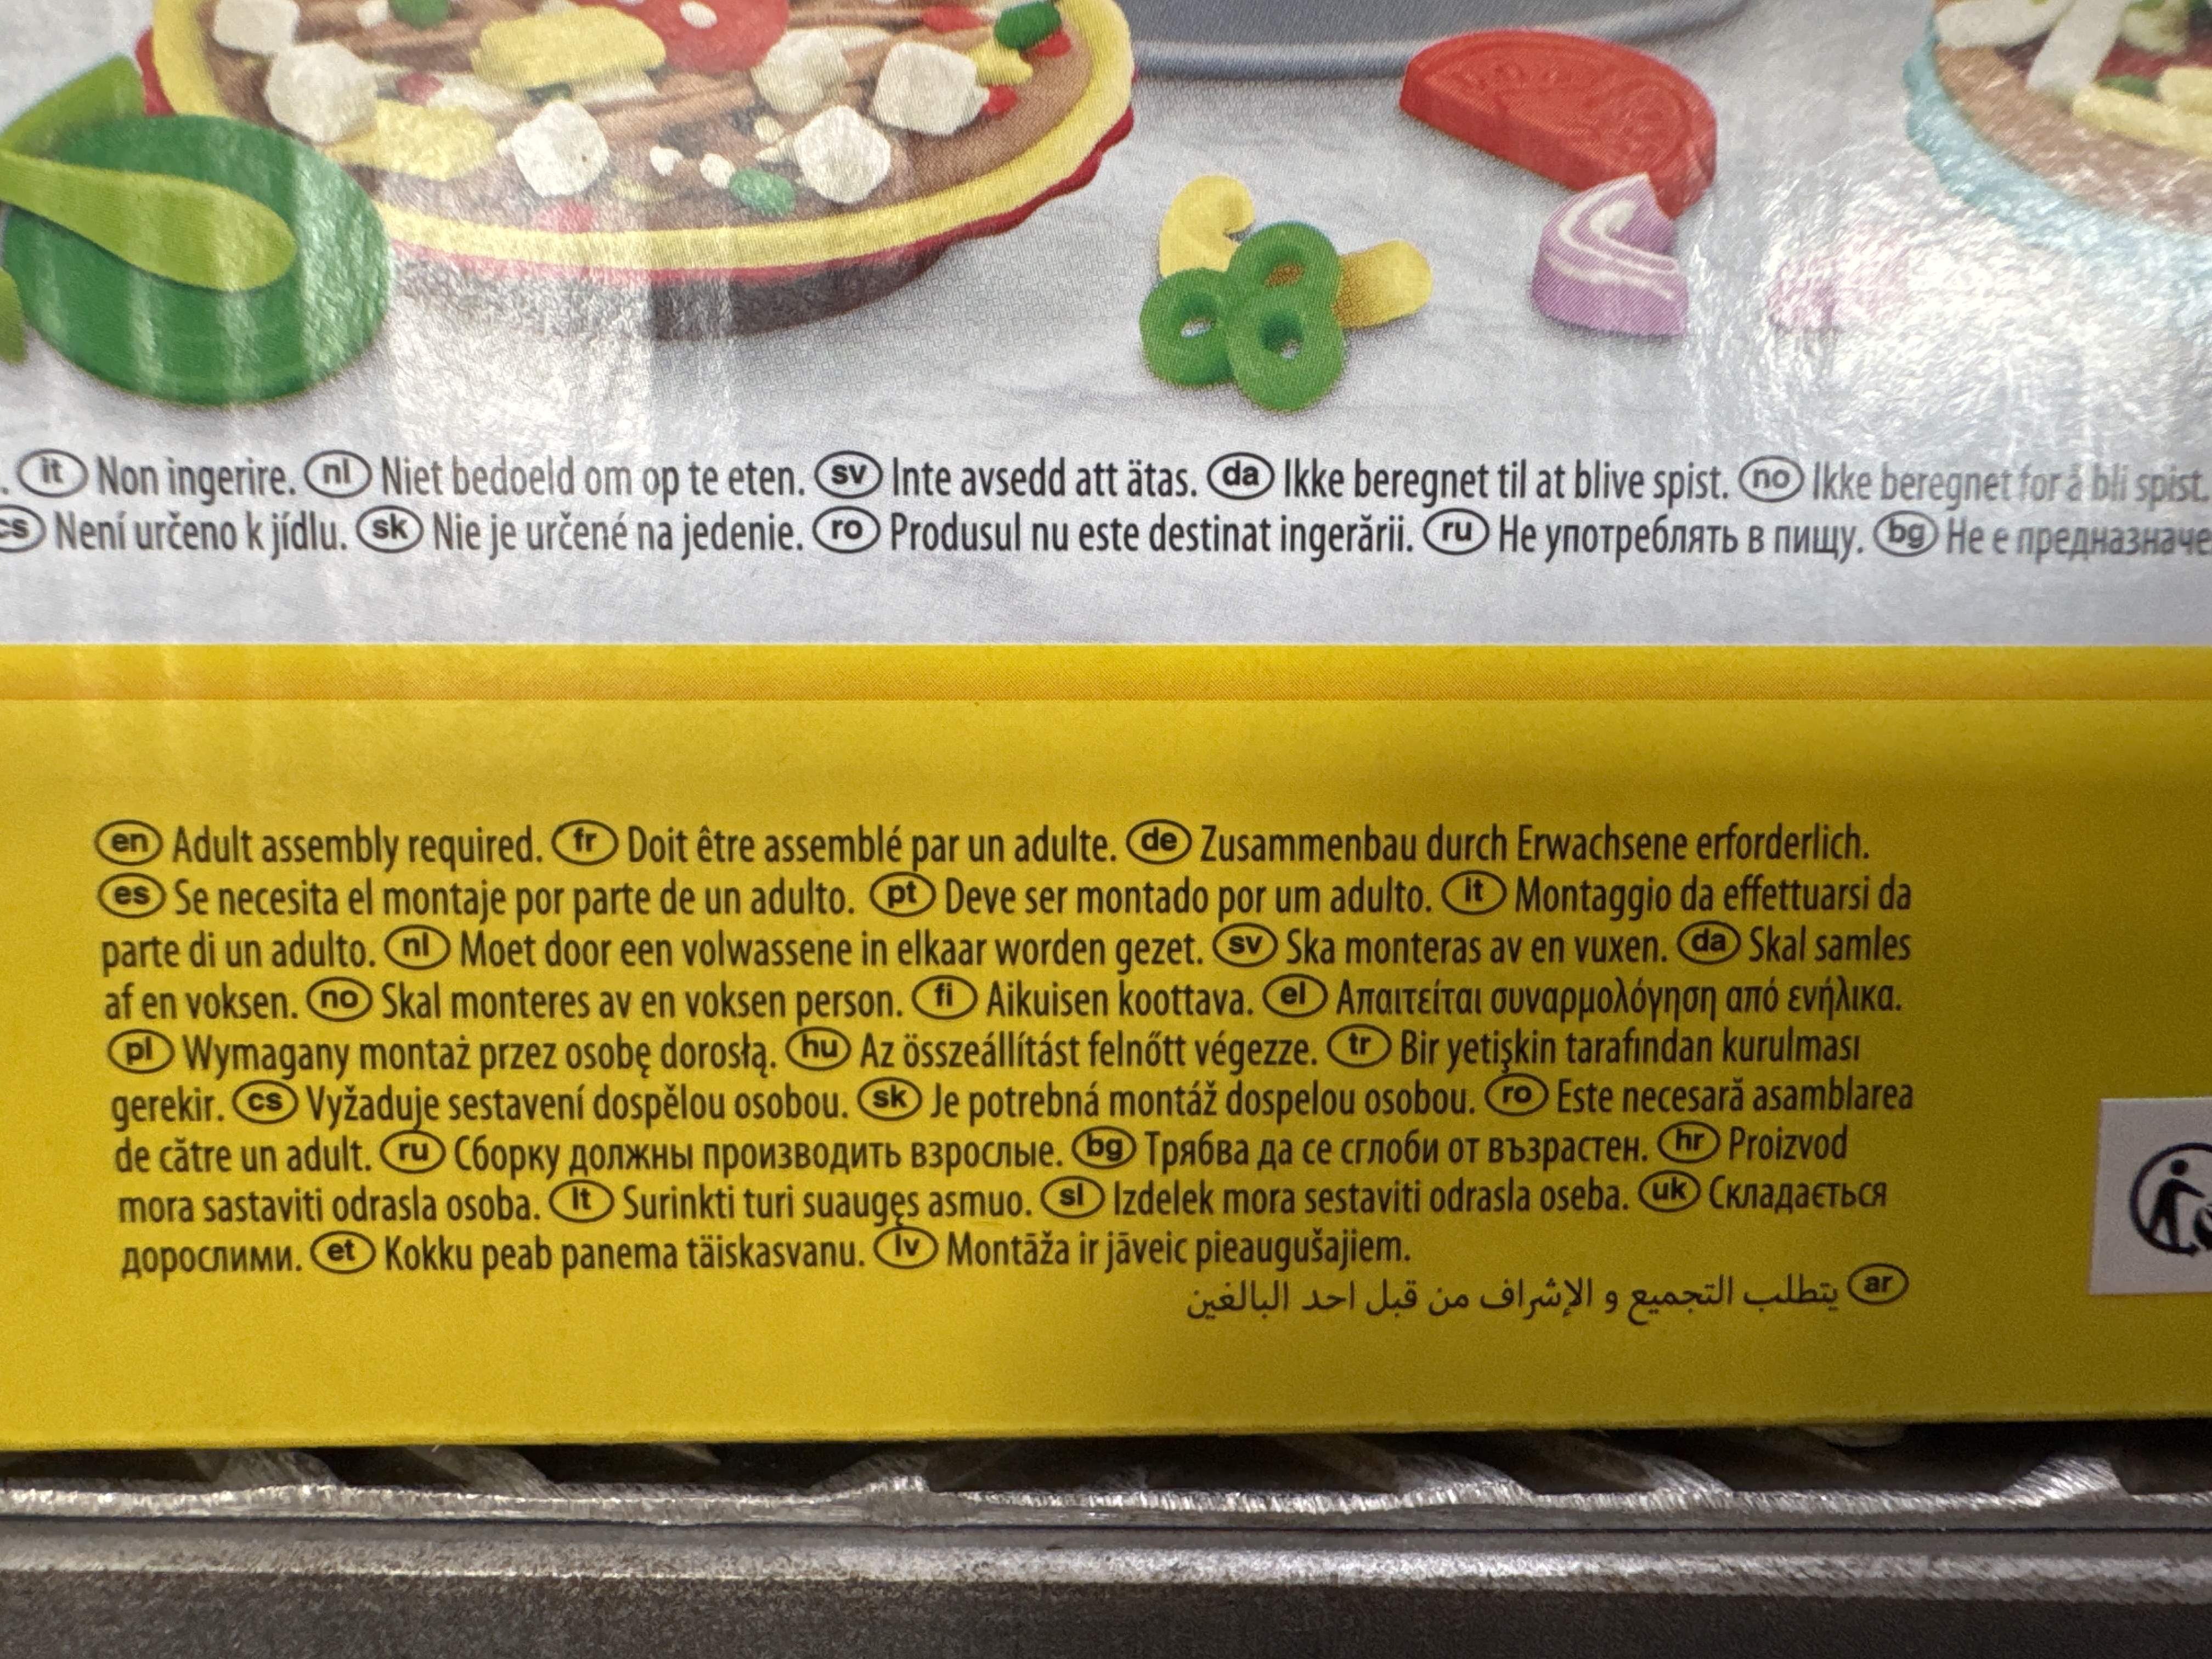 . it Non ingerire. nl Niet bedoeld om op te eten. sv Inte avsedd att ätas. da Ikke beregnet til at blive spist. no Ikke beregnet for å bli spist.
cs Není určeno k jídlu. sk Nie je určené na jedenie. ro Produsul nu este destinat ingerării. ru Не употреблять в пищу. bg Не е предназначе
en Adult assembly required. fr Doit être assemblé par un adulte. de Zusammenbau durch Erwachsene erforderlich.
es Se necesita el montaje por parte de un adulto. pt Deve ser montado por um adulto. it Montaggio da effettuarsi da
parte di un adulto. nl Moet door een volwassene in elkaar worden gezet. sv Ska monteras av en vuxen. da Skal samles
af en voksen. no Skal monteres av en voksen person. fi Aikuisen koottava. el Απαιτείται συναρμολόγηση από ενήλικα.
pl Wymagany montaż przez osobę dorosłą. hu Az összeállítást felnőtt végezze. tr Bir yetişkin tarafından kurulması
gerekir. cs Vyžaduje sestavení dospělou osobou. sk Je potrebná montáž dospelou osobou. ro Este necesară asamblarea
de către un adult. ru Сборку должны производить взрослые. bg Трябва да се сглоби от възрастен. hr Proizvod
mora sastaviti odrasla osoba. lt Surinkti turi suaugęs asmuo. sl Izdelek mora sestaviti odrasla oseba. uk Складається
дорослими. et Kokku peab panema täiskasvanu. lv Montāža ir jāveic pieaugušajiem.
ar يتطلب التجميع و الإشراف من قبل احد البالغين